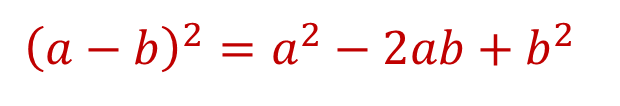 (a − b)² = a² − 2ab + b²